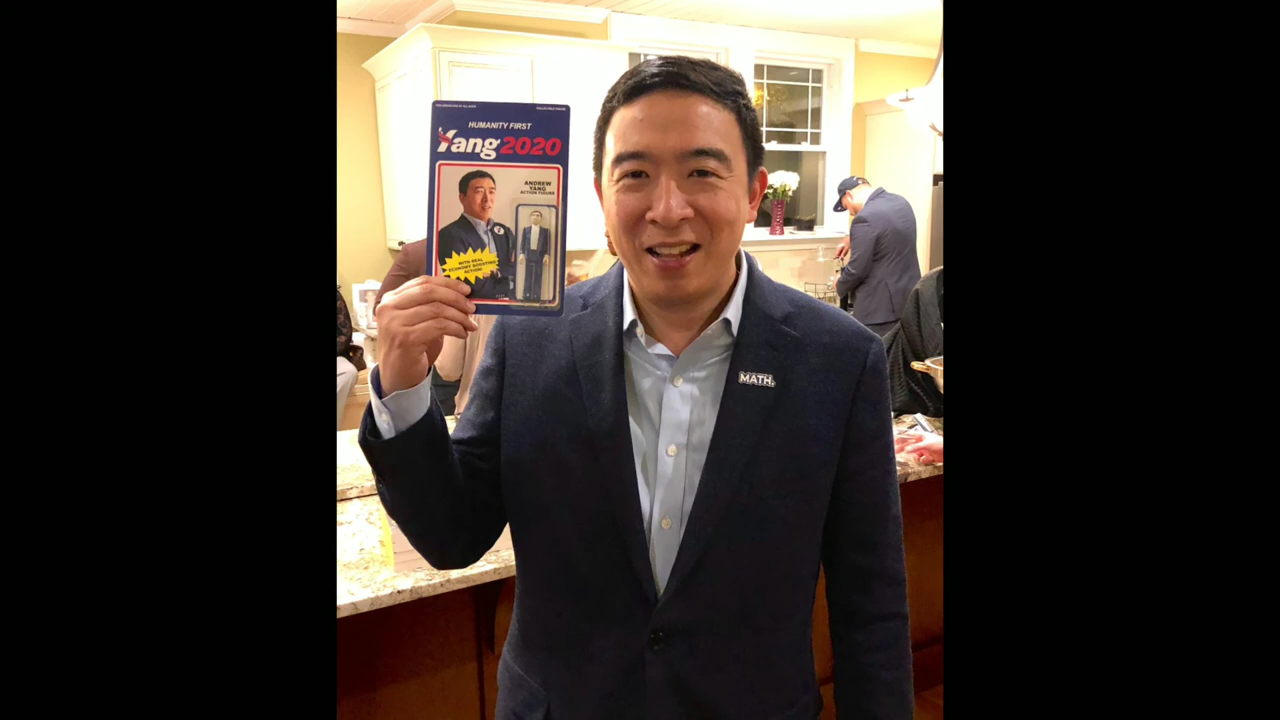 HUMANITY FIRST
Yang2020
ANDREW
YANG
ACTION FIGURE
WITH REAL
ECONOMY BOOSTING
ACTION!
MATH.